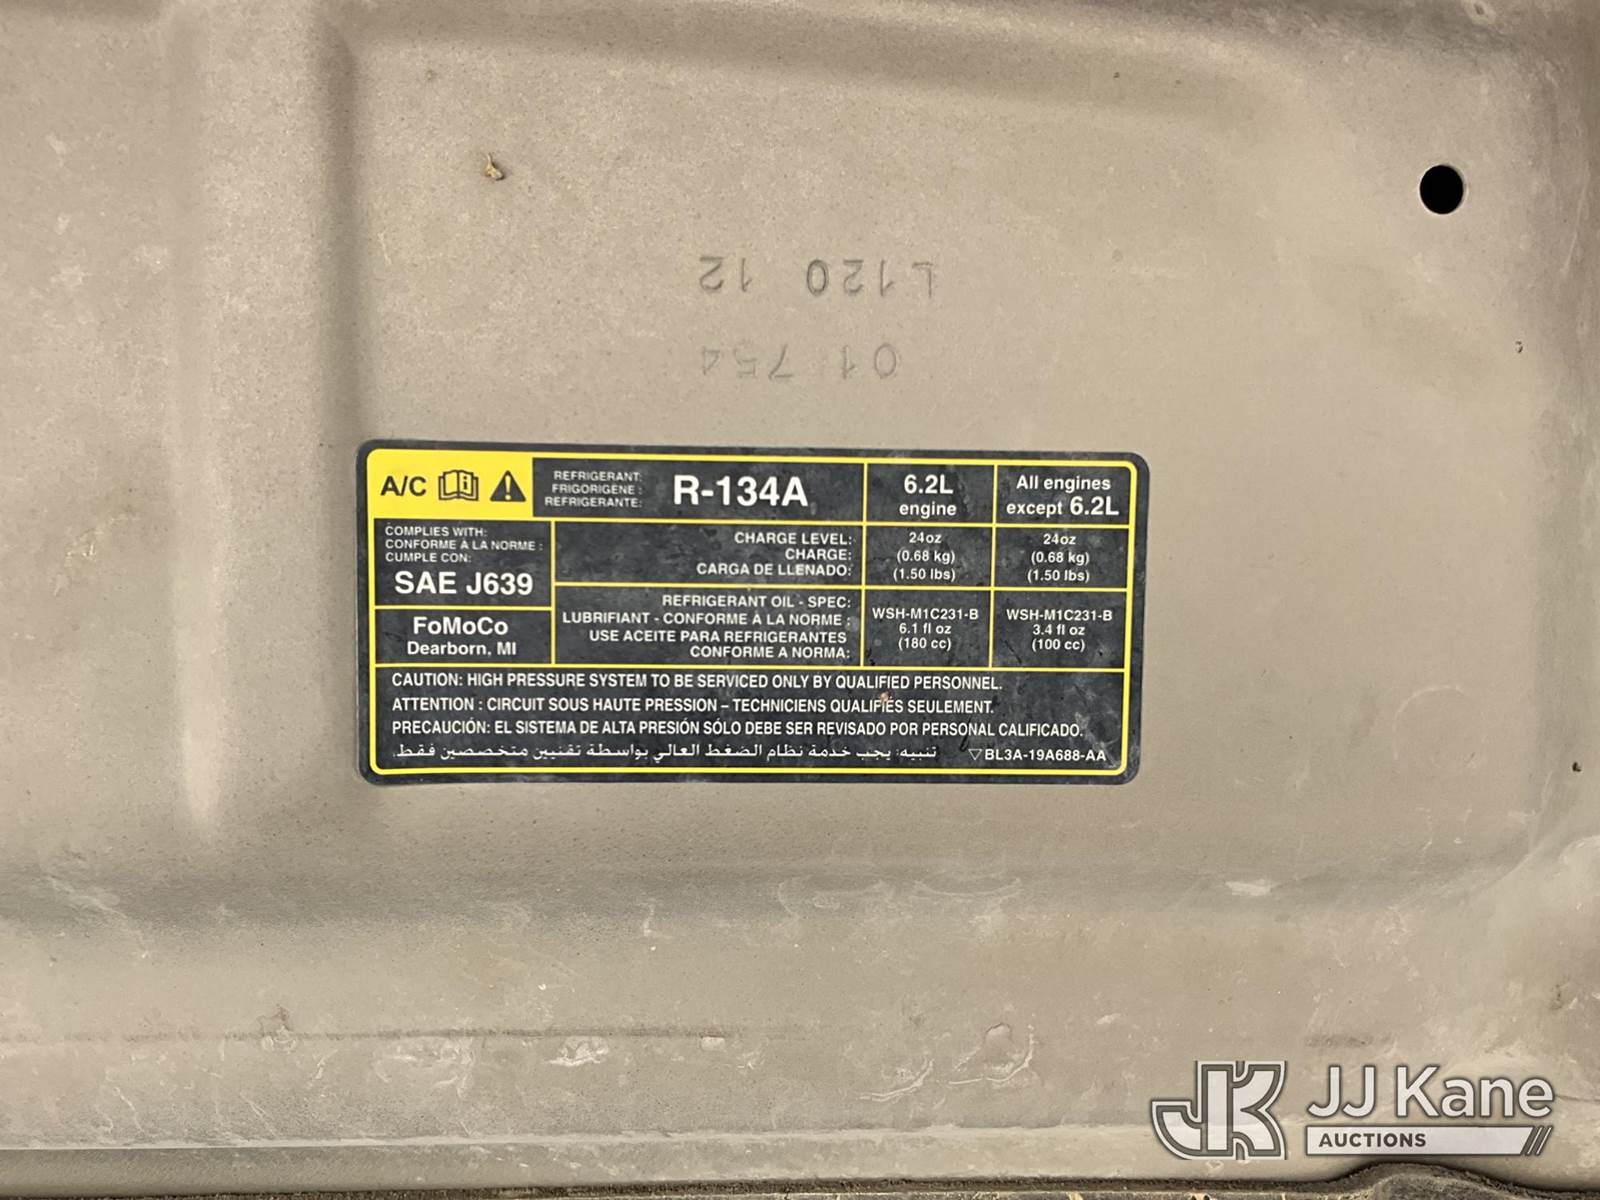 L120 12
01 754
A/C
REFRIGERANT:
FRIGORIGÈNE :
REFRIGERANTE:
R-134A
6.2L
engine
All engines
except 6.2L
COMPLIES WITH:
CONFORME À LA NORME :
CUMPLE CON:
SAE J639
FoMoCo
Dearborn, MI
CHARGE LEVEL:
CHARGE:
CARGA DE LLENADO:
24oz
(0.68 kg)
(1.50 lbs)
24oz
(0.68 kg)
(1.50 lbs)
REFRIGERANT OIL - SPEC:
LUBRIFIANT - CONFORME À LA NORME :
USE ACEITE PARA REFRIGERANTES
CONFORME A NORMA:
WSH-M1C231-B
6.1 fl oz
(180 cc)
WSH-M1C231-B
3.4 fl oz
(100 cc)
CAUTION: HIGH PRESSURE SYSTEM TO BE SERVICED ONLY BY QUALIFIED PERSONNEL.
ATTENTION : CIRCUIT SOUS HAUTE PRESSION – TECHNICIENS QUALIFIÉS SEULEMENT.
PRECAUCIÓN: EL SISTEMA DE ALTA PRESIÓN SÓLO DEBE SER REVISADO POR PERSONAL CALIFICADO.
تنبيه: يجب خدمة نظام الضغط العالي بواسطة تقنيين متخصصين فقط.
BL3A-19A688-AA
JK
JJ Kane
AUCTIONS